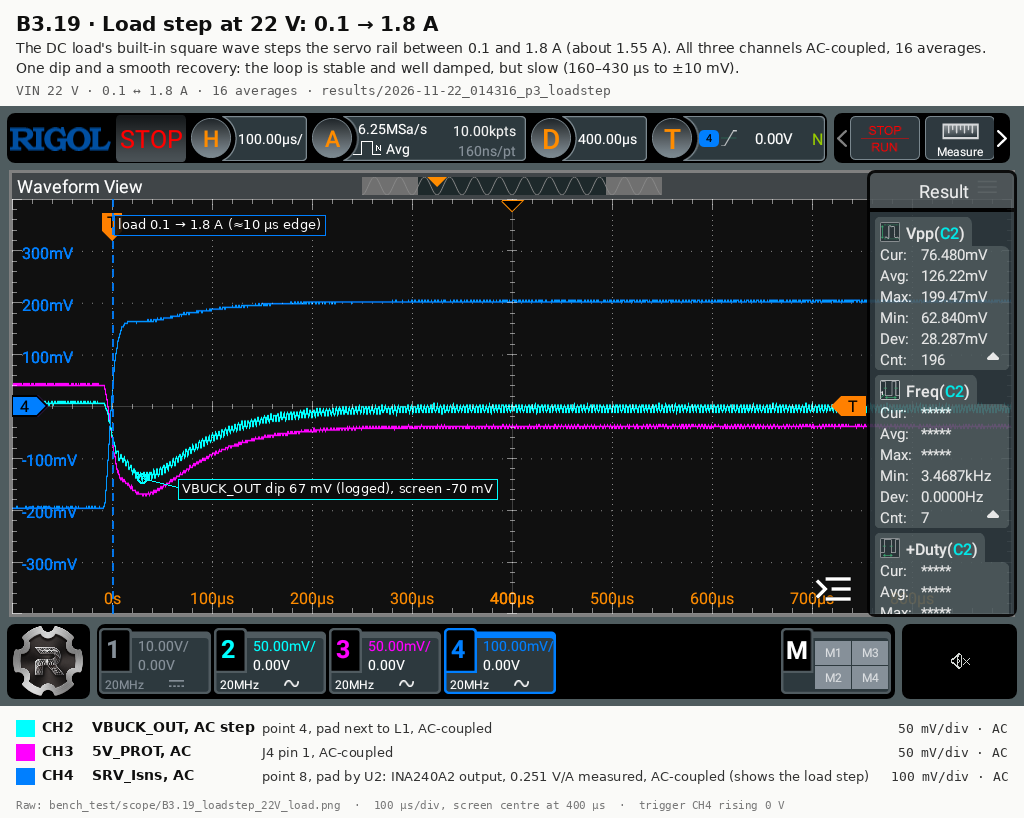 B3.19 · Load step at 22 V: 0.1 → 1.8 A
The DC load's built-in square wave steps the servo rail between 0.1 and 1.8 A (about 1.55 A). All three channels AC-coupled, 16 averages.
One dip and a smooth recovery: the loop is stable and well damped, but slow (160–430 µs to ±10 mV).
VIN 22 V · 0.1 ↔ 1.8 A · 16 averages · results/2026-11-22_014316_p3_loadstep
RIGOL STOP H 100.00µs/ A 6.25MSa/s 10.00kpts D 400.00µs T 4 0.00V N STOP Measure
N Avg 160ns/pt RUN
Waveform View
Result
T load 0.1 → 1.8 A (≈10 µs edge)
300mV
200mV
100mV
4
T
-100mV
VBUCK_OUT dip 67 mV (logged), screen -70 mV
-200mV
-300mV
0s 100µs 200µs 300µs 400µs 500µs 600µs 700µs
Vpp(C2)
Cur: 76.480mV
Avg: 126.22mV
Max: 199.47mV
Min: 62.840mV
Dev: 28.287mV
Cnt: 196
Freq(C2)
Cur: *****
Avg: *****
Max: *****
Min: 3.4687kHz
Dev: 0.0000Hz
Cnt: 7
+Duty(C2)
Cur: *****
Avg: *****
Max: *****
R
1 10.00V/ 0.00V 20MHz
2 50.00mV/ 0.00V 20MHz
3 50.00mV/ 0.00V 20MHz
4 100.00mV/ 0.00V 20MHz
M M1 M3
M2 M4
CH2 VBUCK_OUT, AC step point 4, pad next to L1, AC-coupled 50 mV/div · AC
CH3 5V_PROT, AC J4 pin 1, AC-coupled 50 mV/div · AC
CH4 SRV_Isns, AC point 8, pad by U2: INA240A2 output, 0.251 V/A measured, AC-coupled (shows the load step) 100 mV/div · AC
Raw: bench_test/scope/B3.19_loadstep_22V_load.png · 100 µs/div, screen centre at 400 µs · trigger CH4 rising 0 V